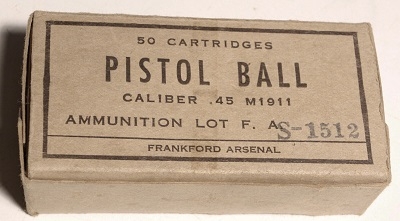 50 CARTRIDGES
PISTOL BALL
CALIBER .45 M1911
AMMUNITION LOT F. A. S-1512
FRANKFORD ARSENAL